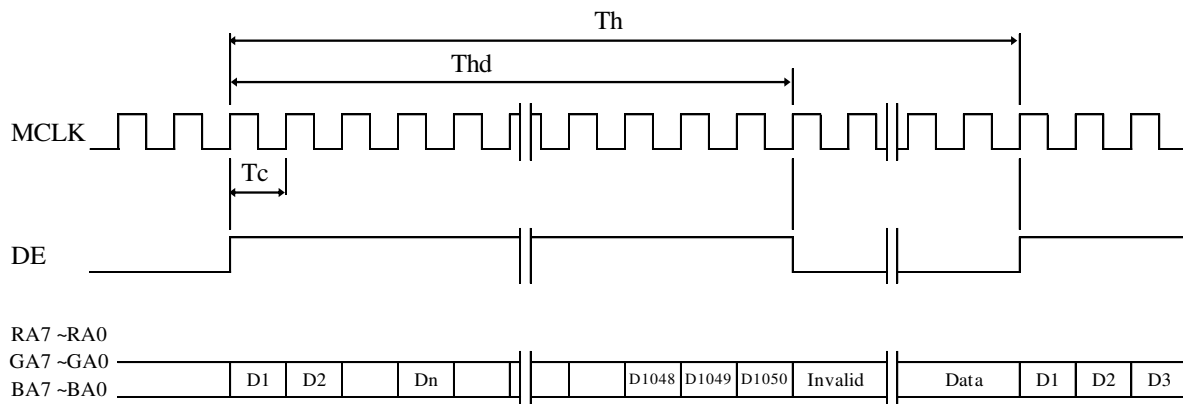 Th
Thd
MCLK
Tc
DE
RA7 ~RA0
GA7 ~GA0
BA7 ~BA0
D1 D2 Dn D1048 D1049 D1050 Invalid Data D1 D2 D3